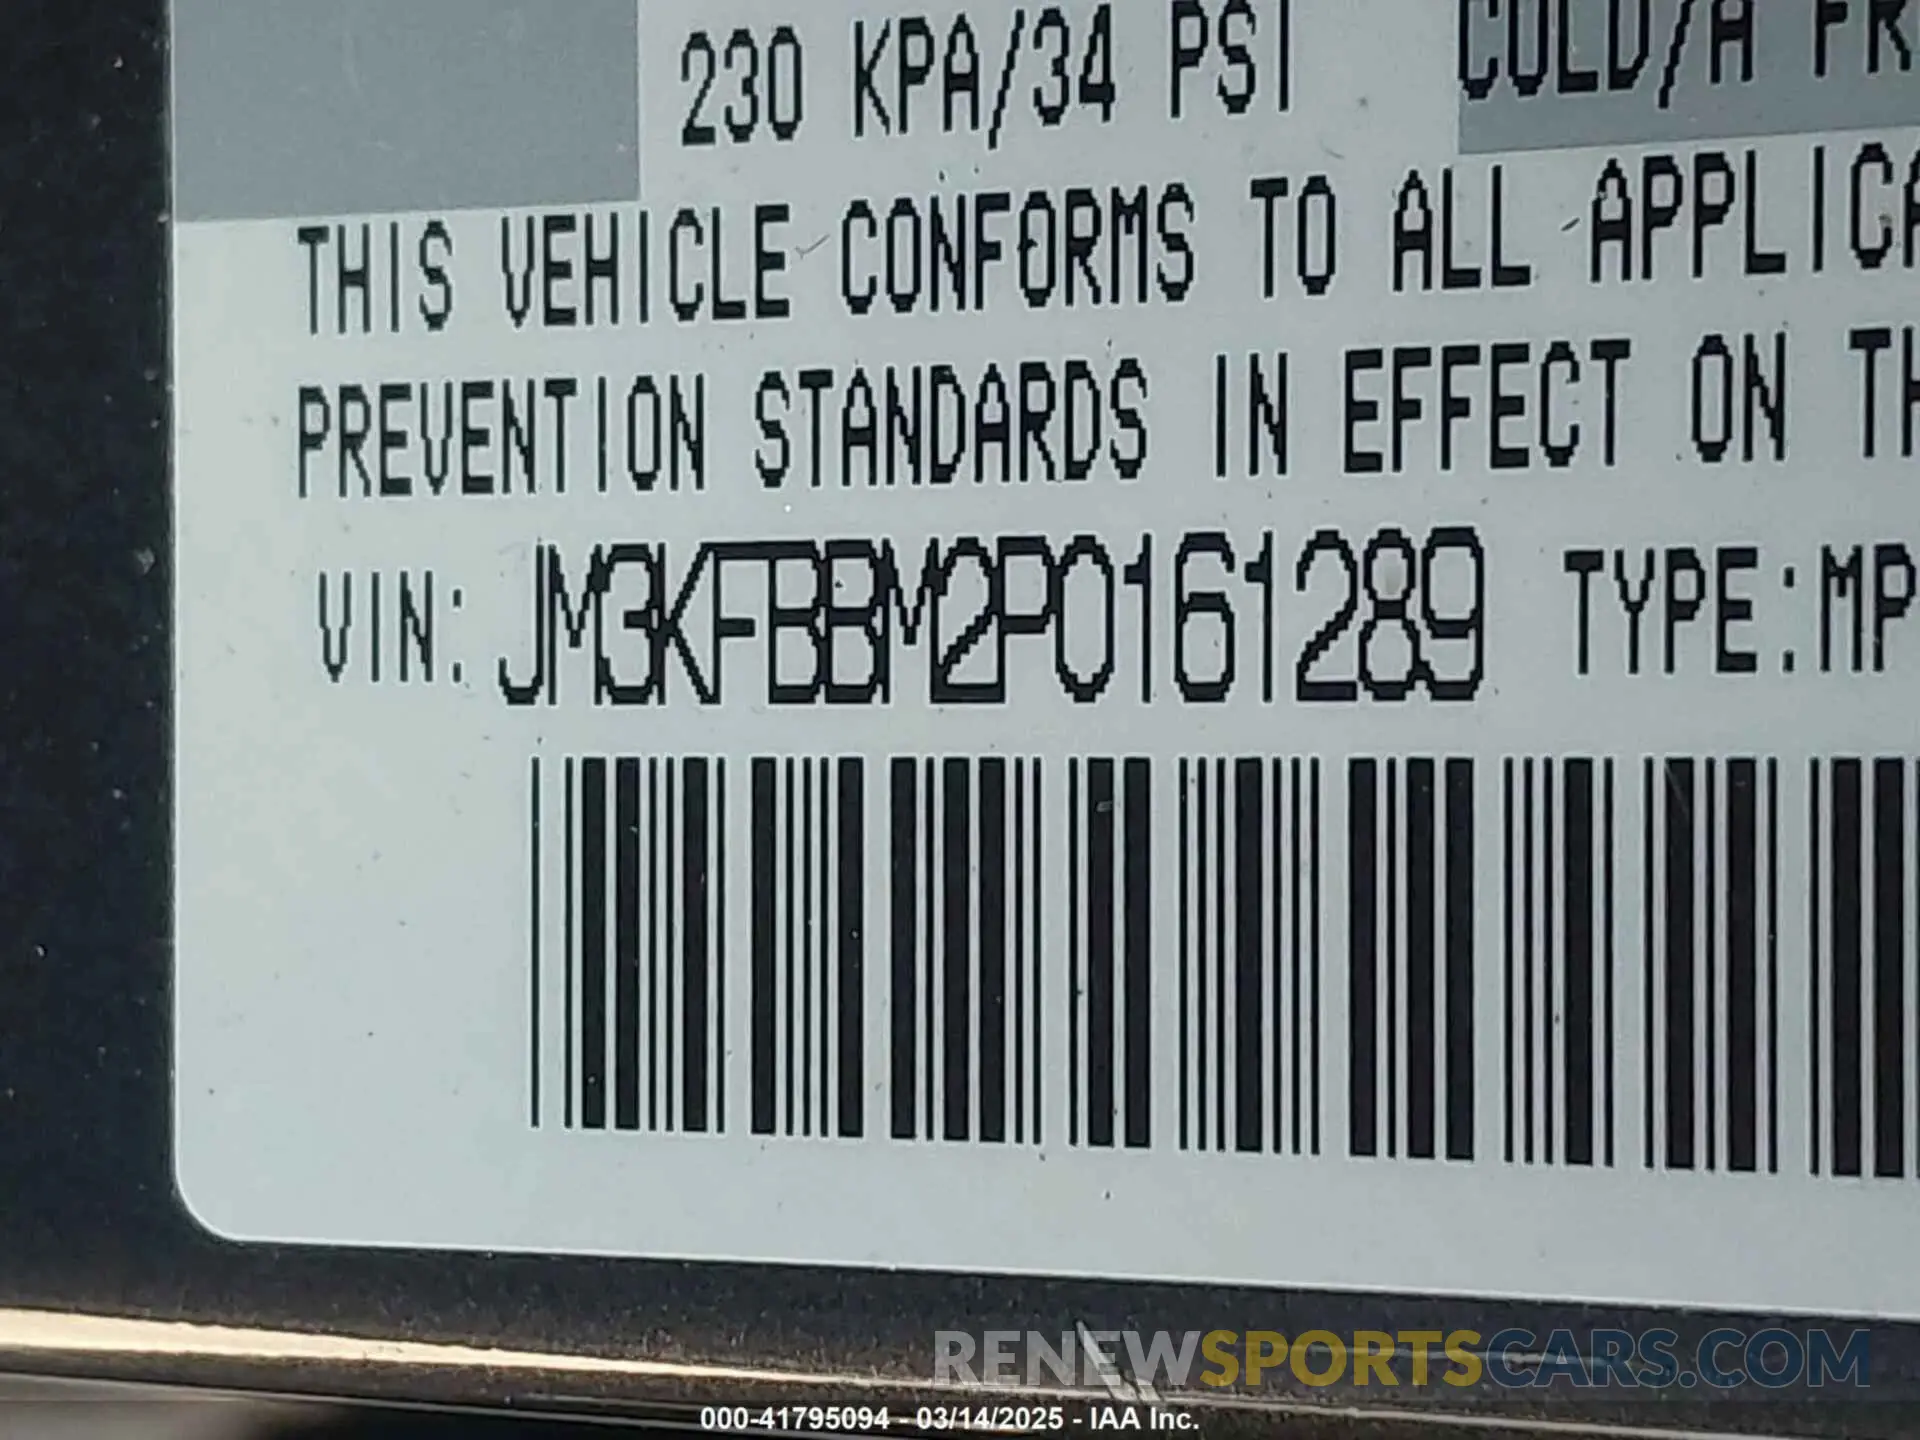 230 KPA/34 PSI COLD/A FR
THIS VEHICLE CONFORMS TO ALL APPLICA
PREVENTION STANDARDS IN EFFECT ON TH
VIN: JM3KFBBM2P0161289 TYPE:MP
RENEWSPORTSCARS.COM
000-41795094 - 03/14/2025 - IAA Inc.